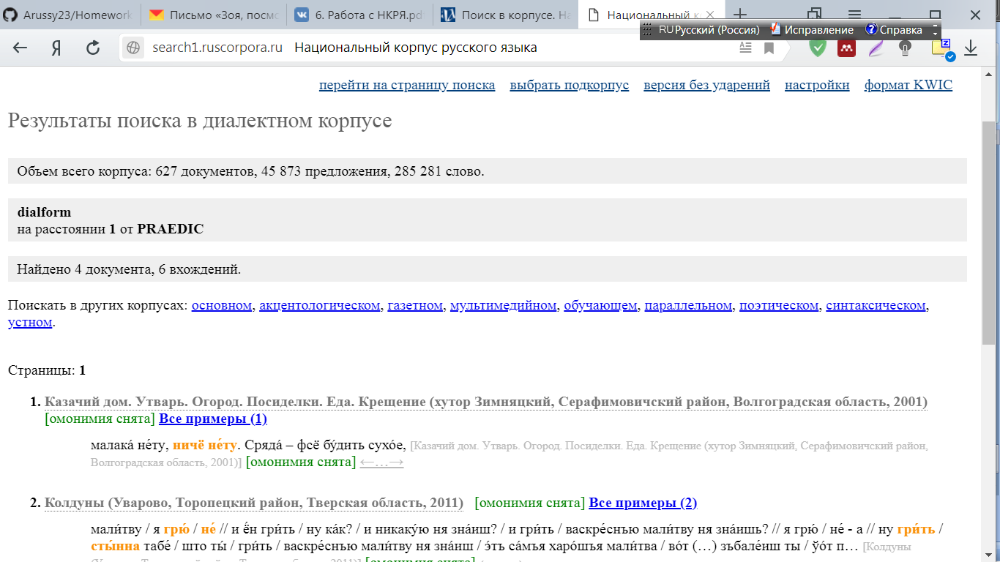 Arussy23/Homework
Письмо «Зоя, посмо
6. Работа с НКРЯ.pd
Поиск в корпусе. На
Национальный к
RU Русский (Россия) Исправление Справка
search1.ruscorpora.ru Национальный корпус русского языка
перейти на страницу поиска выбрать подкорпус версия без ударений настройки формат KWIC
Результаты поиска в диалектном корпусе
Объем всего корпуса: 627 документов, 45 873 предложения, 285 281 слово.
dialform
на расстоянии 1 от PRAEDIC
Найдено 4 документа, 6 вхождений.
Поискать в других корпусах: основном, акцентологическом, газетном, мультимедийном, обучающем, параллельном, поэтическом, синтаксическом,
устном.
Страницы: 1
1. Казачий дом. Утварь. Огород. Посиделки. Еда. Крещение (хутор Зимняцкий, Серафимовичский район, Волгоградская область, 2001)
[омонимия снята] Все примеры (1)
малака́ не́ту, ничё не́ту. Сряда́ – фсё бу́дить сухо́е, [Казачий дом. Утварь. Огород. Посиделки. Еда. Крещение (хутор Зимняцкий, Серафимовичский район,
Волгоградская область, 2001)] [омонимия снята] ←…→
2. Колдуны (Уварово, Торопецкий район, Тверская область, 2011) [омонимия снята] Все примеры (2)
мали́тву / я грю́ / не́ // и ё́н гри́ть / ну ка́к? / и никаку́ю ня зна́иш? / и гри́ть / васкре́снъю мали́тву ня зна́ишь? // я грю́ / не́ - а // ну гри́ть /
сты́нна табе́ / што ты́ / гри́ть / васкре́снъю мали́тву ня зна́иш / э́тъ са́мъя харо́шъя мали́тва / во́т (…) зъбале́иш ты / ўо́т п… [Колдуны
(Уварово, Торопецкий район, Тверская область, 2011)] [омонимия снята] ←…→